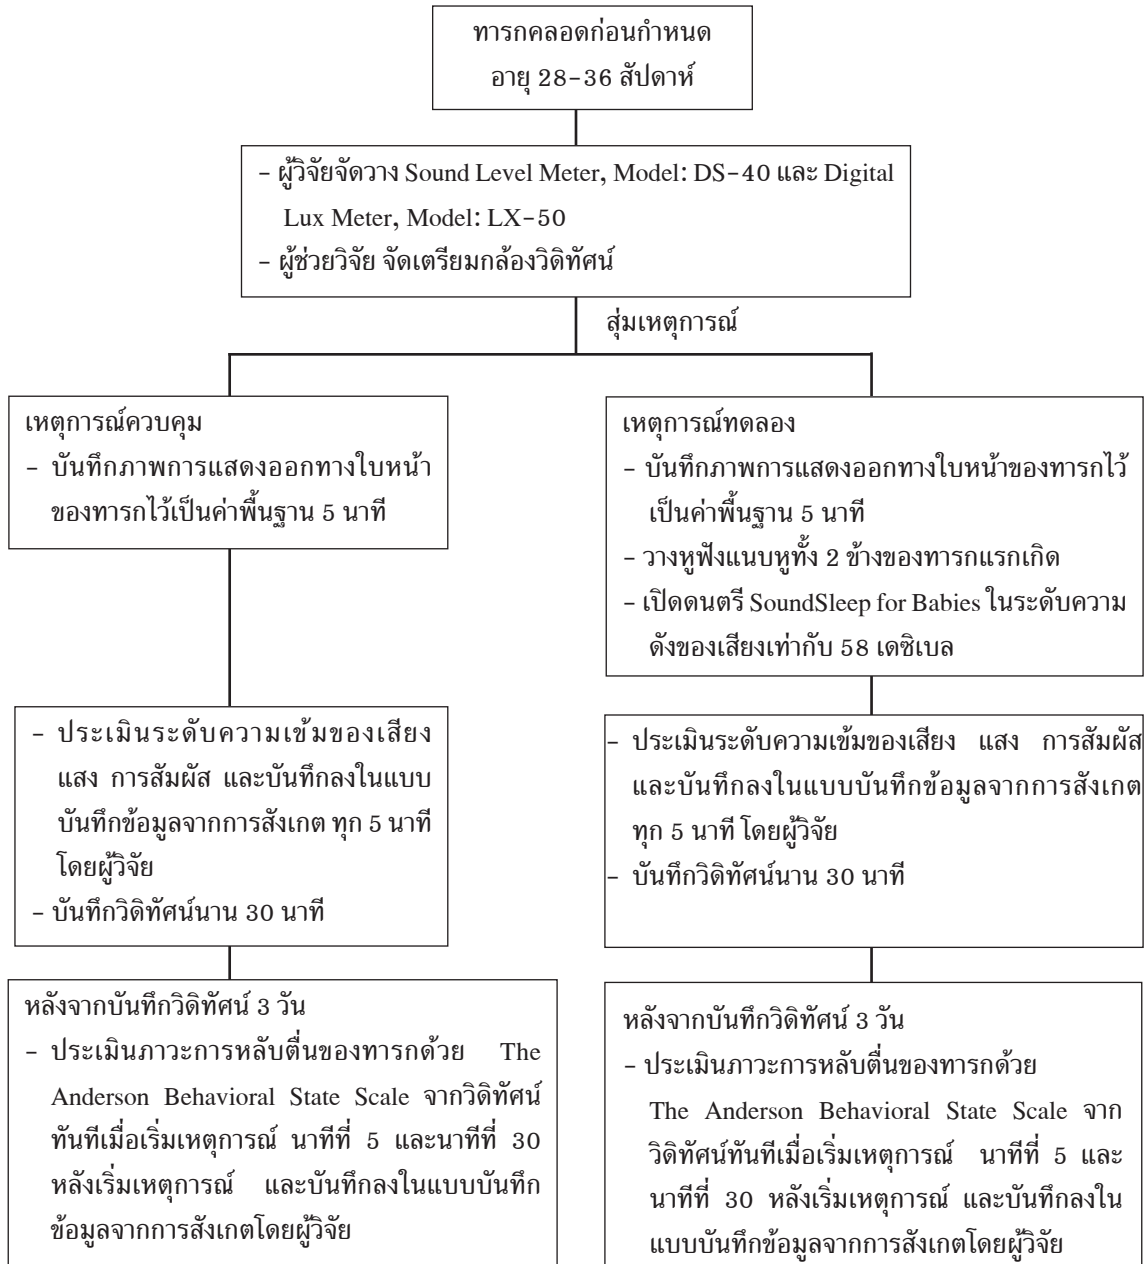 ทารกคลอดก่อนกำหนด
อายุ 28-36 สัปดาห์
- ผู้วิจัยจัดวาง Sound Level Meter, Model: DS-40 และ Digital
Lux Meter, Model: LX-50
- ผู้ช่วยวิจัย จัดเตรียมกล้องวิดิทัศน์
สุ่มเหตุการณ์
เหตุการณ์ควบคุม
- บันทึกภาพการแสดงออกทางใบหน้า
ของทารกไว้เป็นค่าพื้นฐาน 5 นาที
เหตุการณ์ทดลอง
- บันทึกภาพการแสดงออกทางใบหน้าของทารกไว้
เป็นค่าพื้นฐาน 5 นาที
- วางหูฟังแนบหูทั้ง 2 ข้างของทารกแรกเกิด
- เปิดดนตรี SoundSleep for Babies ในระดับความ
ดังของเสียงเท่ากับ 58 เดซิเบล
- ประเมินระดับความเข้มของเสียง
แสง การสัมผัส และบันทึกลงในแบบ
บันทึกข้อมูลจากการสังเกต ทุก 5 นาที
โดยผู้วิจัย
- บันทึกวิดิทัศน์นาน 30 นาที
- ประเมินระดับความเข้มของเสียง แสง การสัมผัส
และบันทึกลงในแบบบันทึกข้อมูลจากการสังเกต
ทุก 5 นาที โดยผู้วิจัย
- บันทึกวิดิทัศน์นาน 30 นาที
หลังจากบันทึกวิดิทัศน์ 3 วัน
- ประเมินภาวะการหลับตื่นของทารกด้วย The
Anderson Behavioral State Scale จากวิดิทัศน์
ทันทีเมื่อเริ่มเหตุการณ์ นาทีที่ 5 และนาทีที่ 30
หลังเริ่มเหตุการณ์ และบันทึกลงในแบบบันทึก
ข้อมูลจากการสังเกตโดยผู้วิจัย
หลังจากบันทึกวิดิทัศน์ 3 วัน
- ประเมินภาวะการหลับตื่นของทารกด้วย
The Anderson Behavioral State Scale จาก
วิดิทัศน์ทันทีเมื่อเริ่มเหตุการณ์ นาทีที่ 5 และ
นาทีที่ 30 หลังเริ่มเหตุการณ์ และบันทึกลงใน
แบบบันทึกข้อมูลจากการสังเกตโดยผู้วิจัย